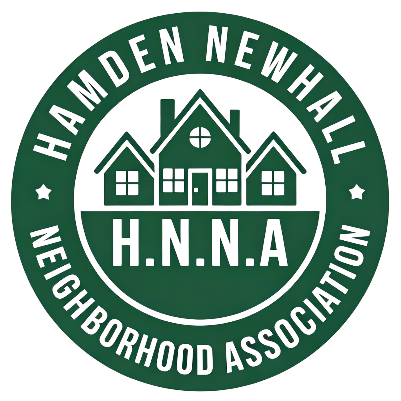 HAMDEN NEWHALL
H.N.N.A
NEIGHBORHOOD ASSOCIATION